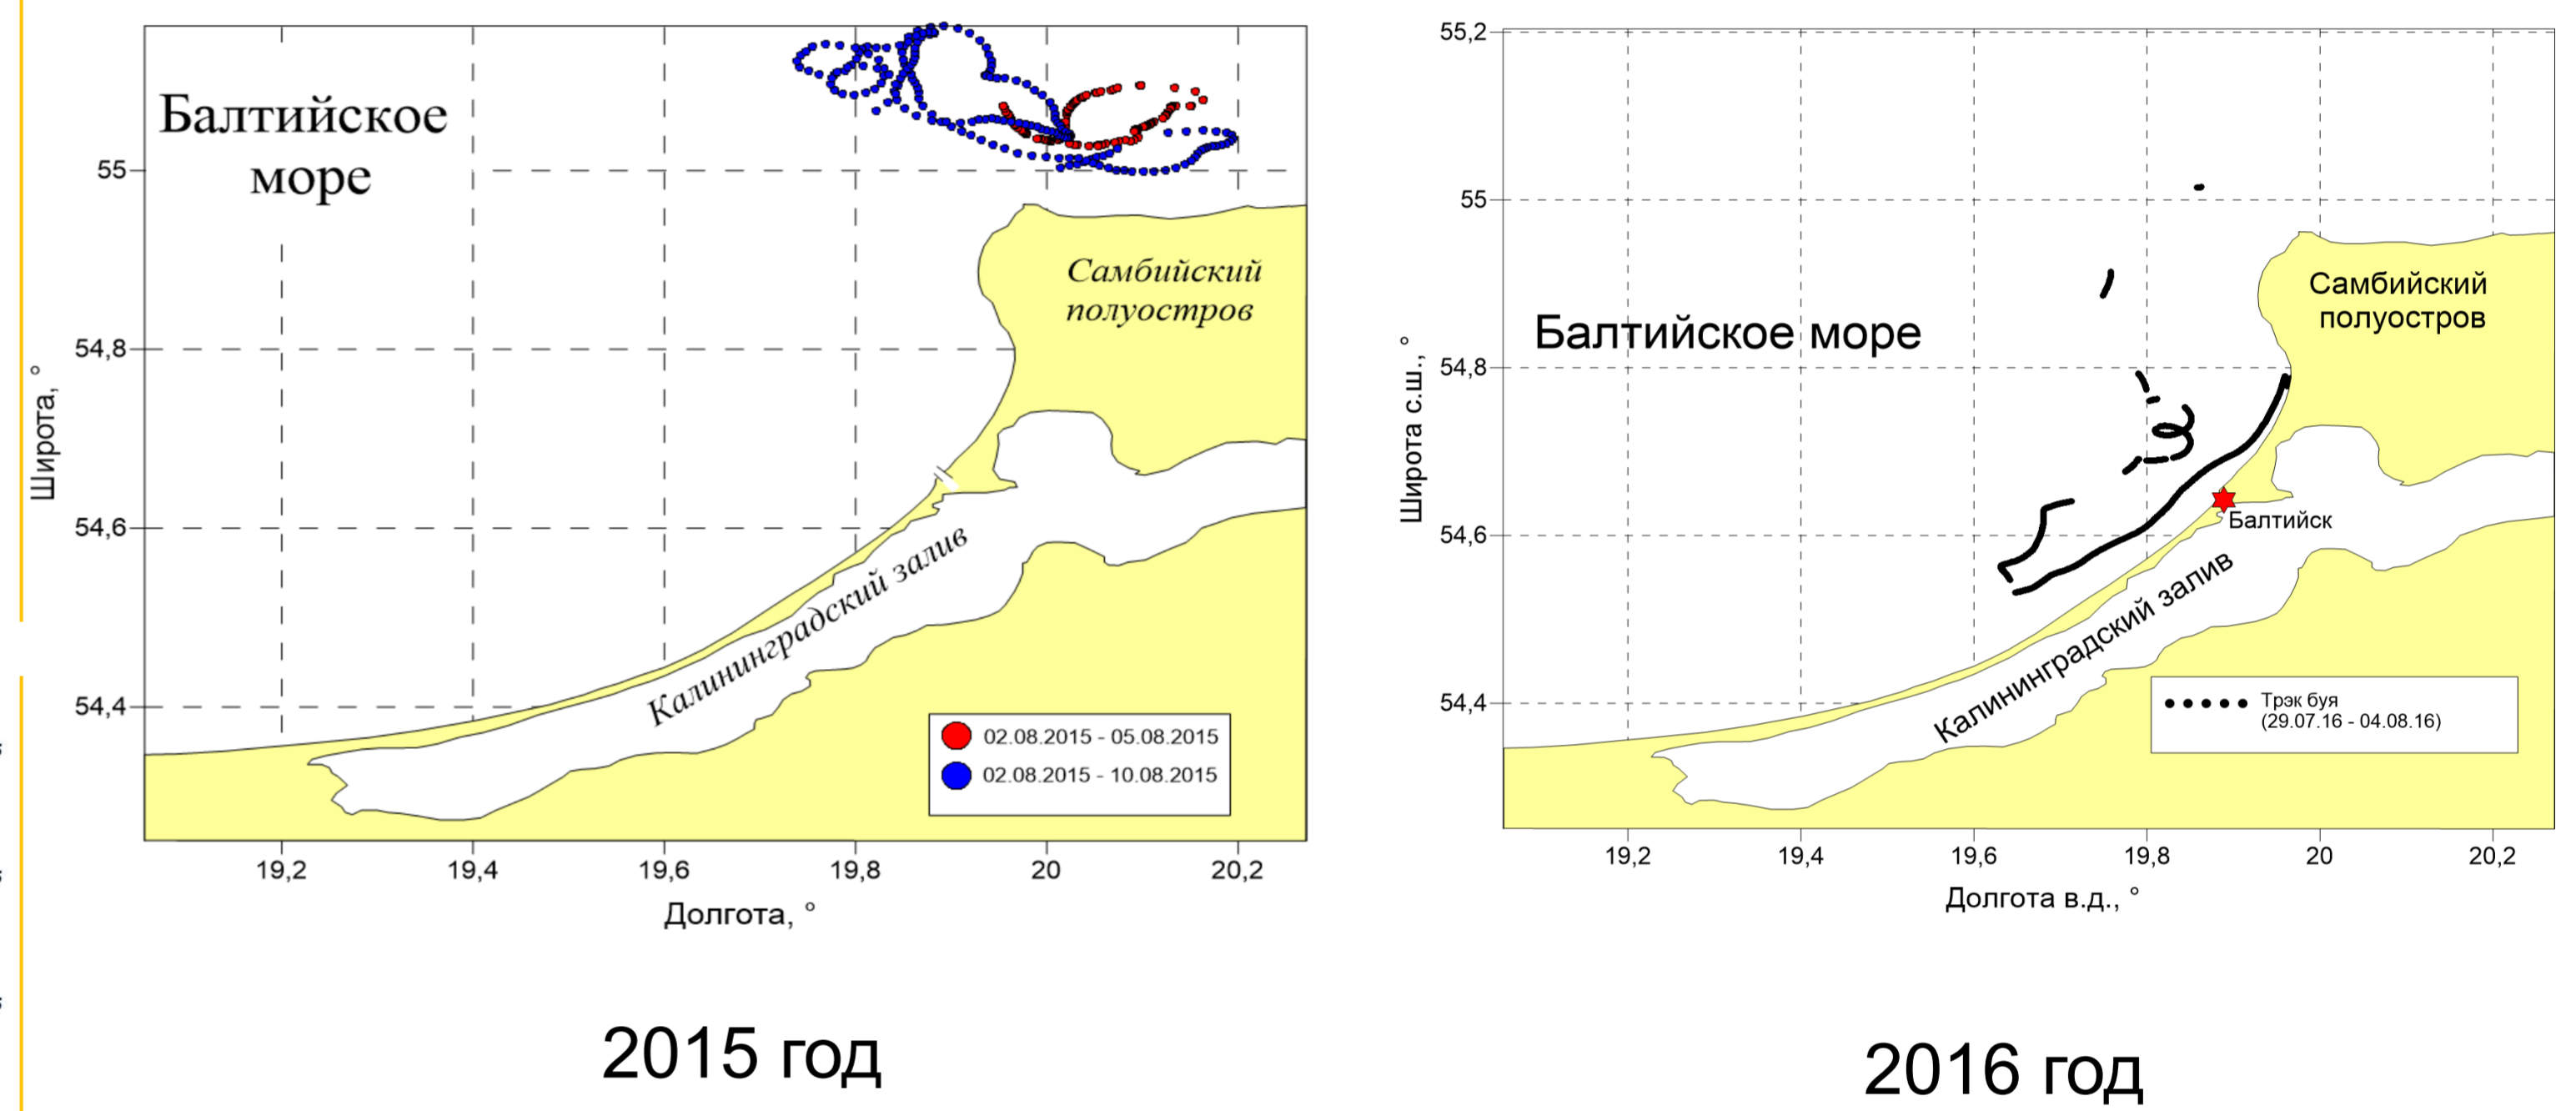 Балтийское
море
Самбийский
полуостров
Калининградский залив
55
54,8
54,6
54,4
Широта, °
02.08.2015 - 05.08.2015
02.08.2015 - 10.08.2015
19,2 19,4 19,6 19,8 20 20,2
Долгота, °
2015 год
55,2
55
54,8
54,6
54,4
Широта с.ш., °
Балтийское море
Самбийский
полуостров
Балтийск
Калининградский залив
Трэк буя
(29.07.16 - 04.08.16)
19,2 19,4 19,6 19,8 20 20,2
Долгота в.д., °
2016 год